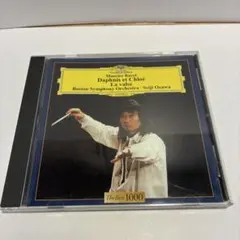 Maurice Ravel
Daphnis et Chloé
La valse
Boston Symphony Orchestra · Seiji Ozawa
The Best 1000